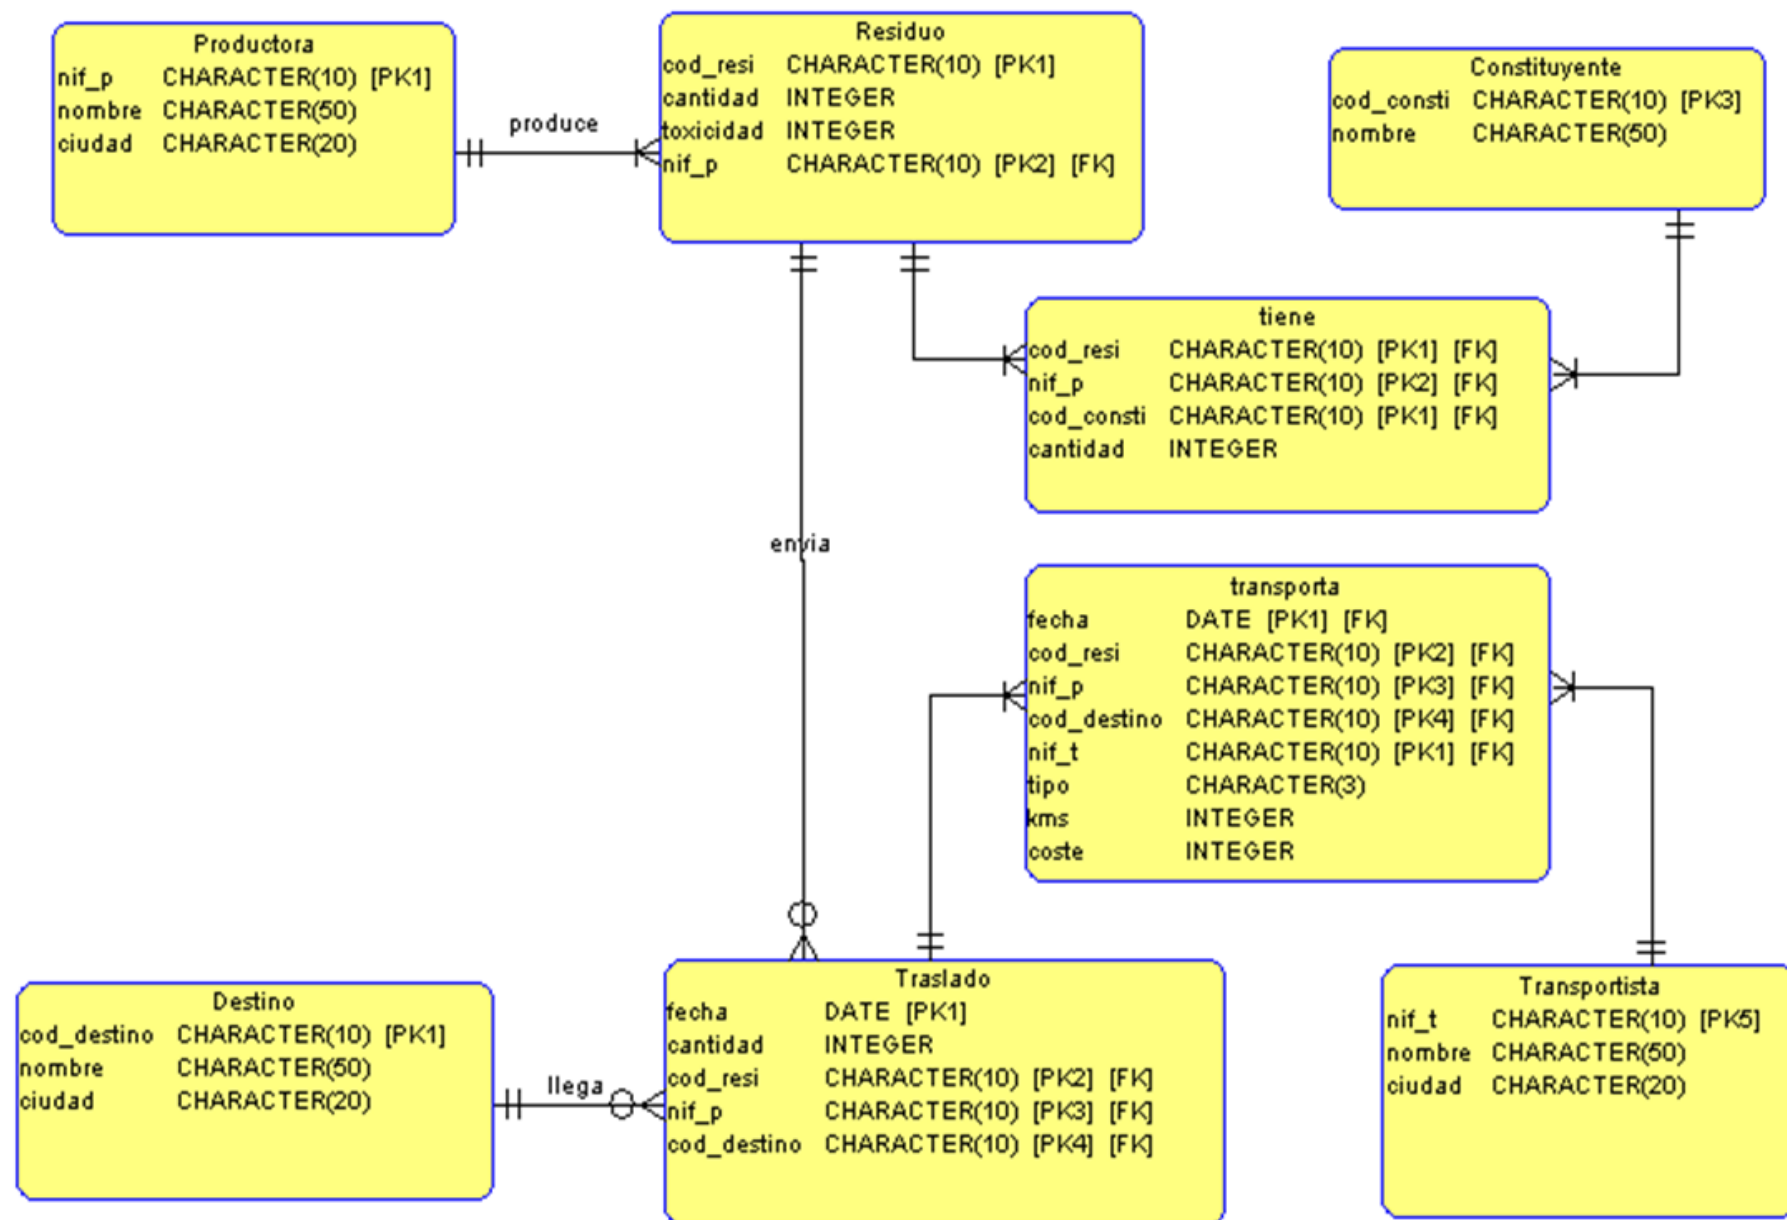 Productora
nif_p CHARACTER(10) [PK1]
nombre CHARACTER(50)
ciudad CHARACTER(20)
produce
Residuo
cod_resi CHARACTER(10) [PK1]
cantidad INTEGER
toxicidad INTEGER
nif_p CHARACTER(10) [PK2] [FK]
Constituyente
cod_consti CHARACTER(10) [PK3]
nombre CHARACTER(50)
tiene
cod_resi CHARACTER(10) [PK1] [FK]
nif_p CHARACTER(10) [PK2] [FK]
cod_consti CHARACTER(10) [PK1] [FK]
cantidad INTEGER
envia
transporta
fecha DATE [PK1] [FK]
cod_resi CHARACTER(10) [PK2] [FK]
nif_p CHARACTER(10) [PK3] [FK]
cod_destino CHARACTER(10) [PK4] [FK]
nif_t CHARACTER(10) [PK1] [FK]
tipo CHARACTER(3)
kms INTEGER
coste INTEGER
Destino
cod_destino CHARACTER(10) [PK1]
nombre CHARACTER(50)
ciudad CHARACTER(20)
llega
Traslado
fecha DATE [PK1]
cantidad INTEGER
cod_resi CHARACTER(10) [PK2] [FK]
nif_p CHARACTER(10) [PK3] [FK]
cod_destino CHARACTER(10) [PK4] [FK]
Transportista
nif_t CHARACTER(10) [PK5]
nombre CHARACTER(50)
ciudad CHARACTER(20)